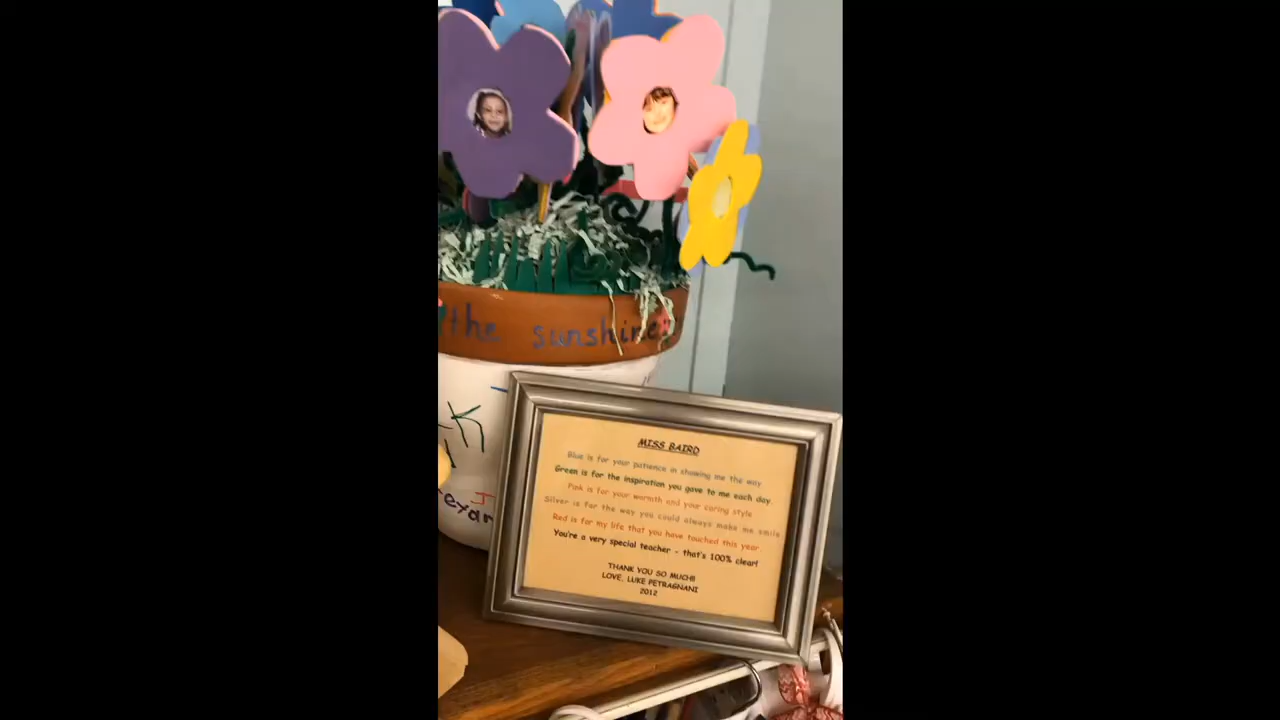 the sunshine
K
J
exan
MISS BAIRD
Blue is for your patience in showing me the way
Green is for the inspiration you gave to me each day.
Pink is for your warmth and your caring style
Silver is for the way you could always make me smile
Red is for my life that you have touched this year
You're a very special teacher - that's 100% clear!
THANK YOU SO MUCH!!
LOVE, LUKE PETRAGNANI
2012